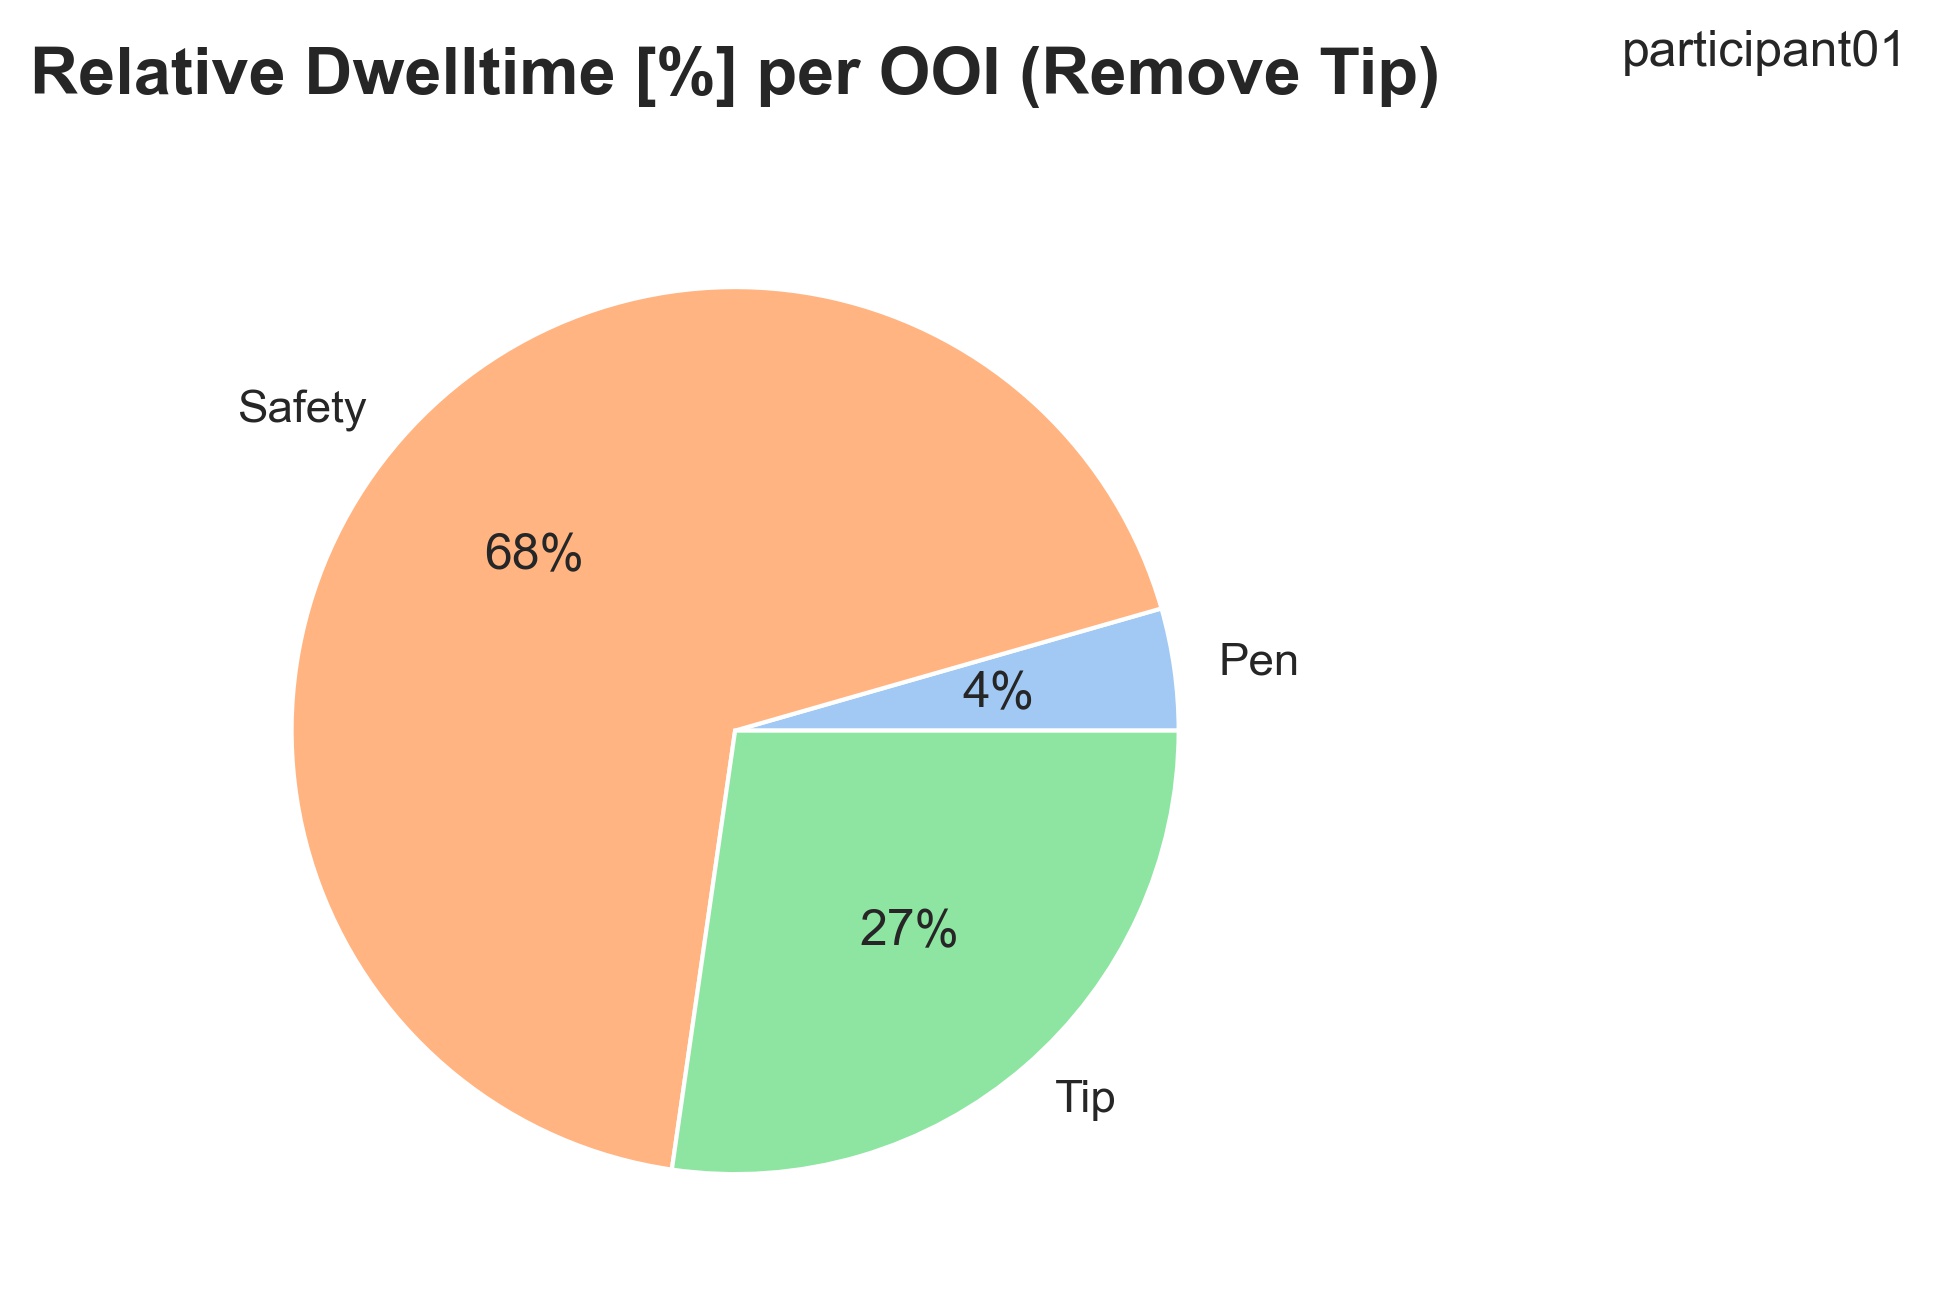 Relative Dwelltime [%] per OOI (Remove Tip)
participant01
Safety
68%
Pen
4%
27%
Tip